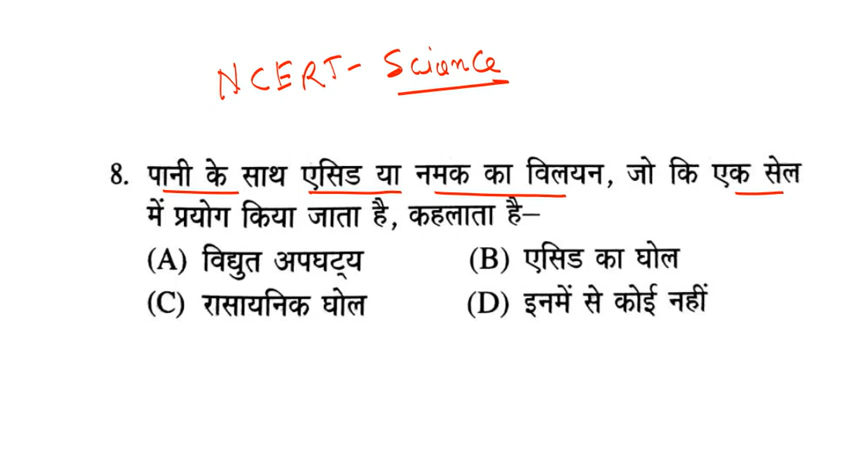 NCERT- Science
8. पानी के साथ एसिड या नमक का विलयन, जो कि एक सेल
में प्रयोग किया जाता है, कहलाता है–
(A) विद्युत अपघट्य (B) एसिड का घोल
(C) रासायनिक घोल (D) इनमें से कोई नहीं